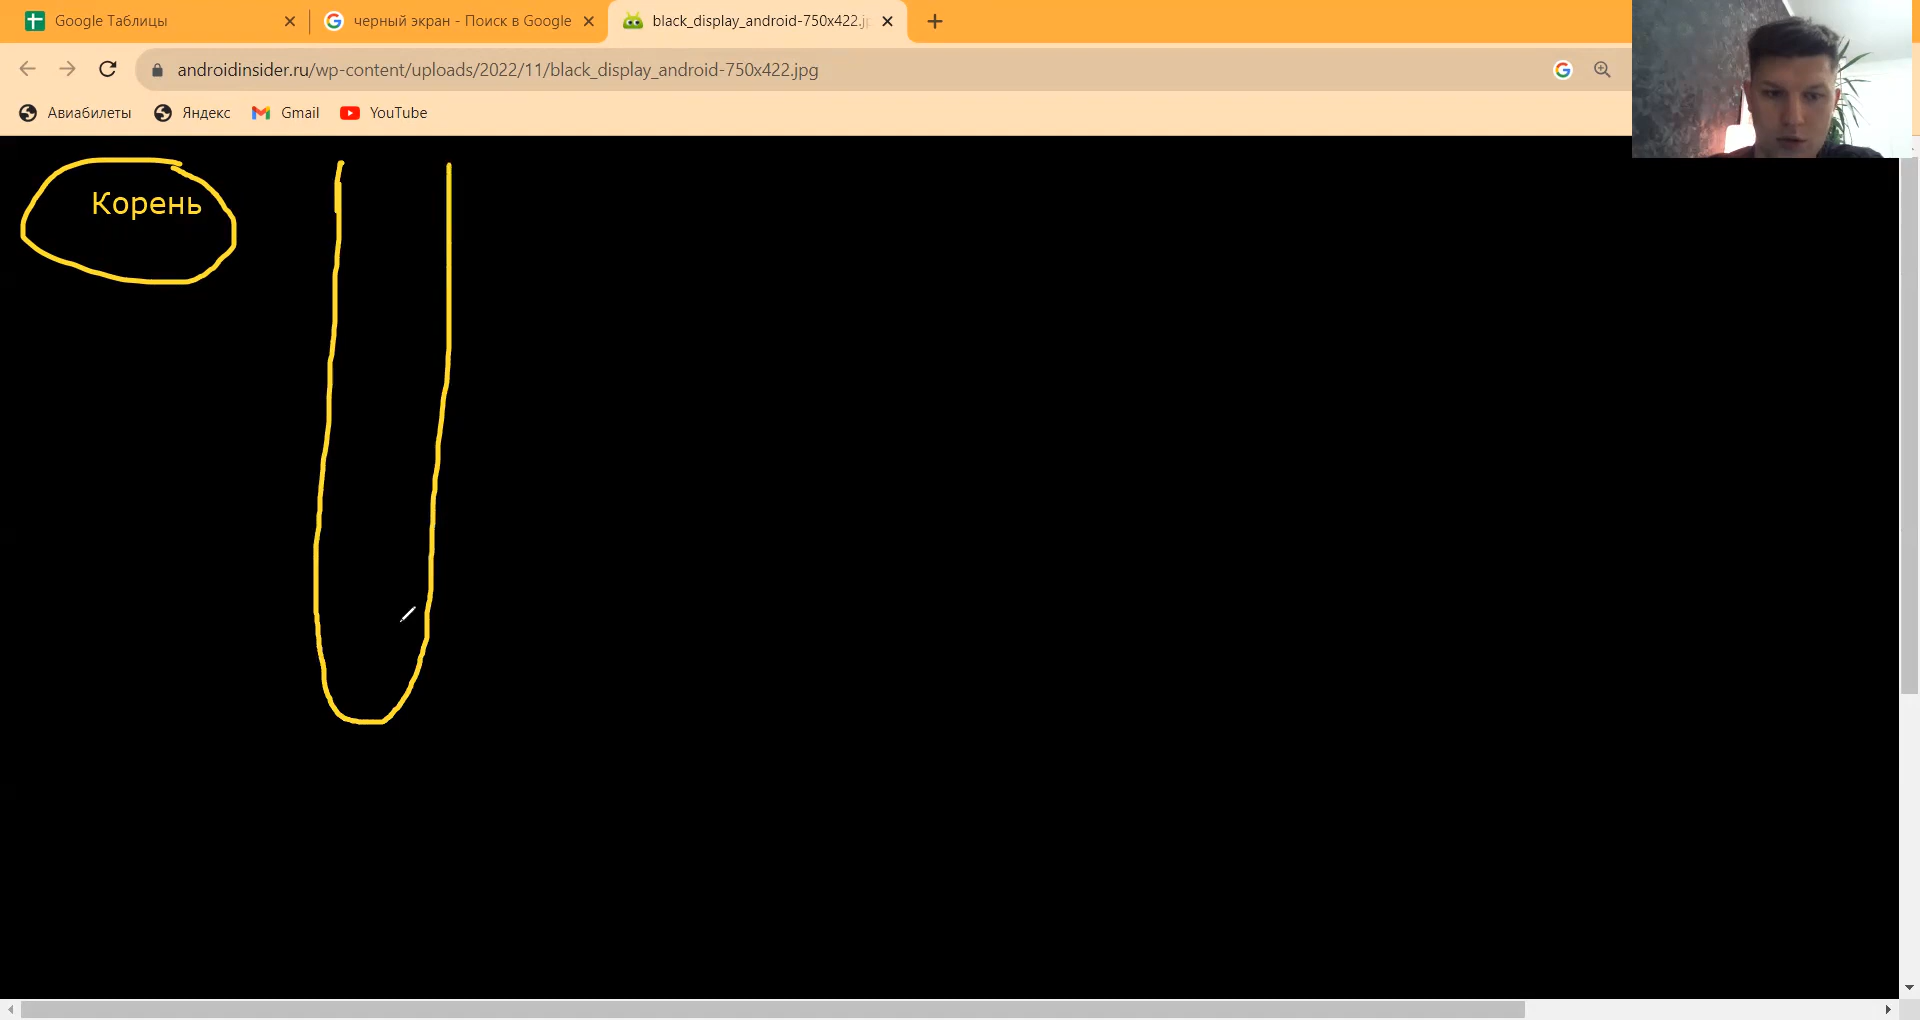 Google Таблицы
черный экран - Поиск в Google
black_display_android-750x422.j
androidinsider.ru/wp-content/uploads/2022/11/black_display_android-750x422.jpg
Авиабилеты
Яндекс
Gmail
YouTube
Корень